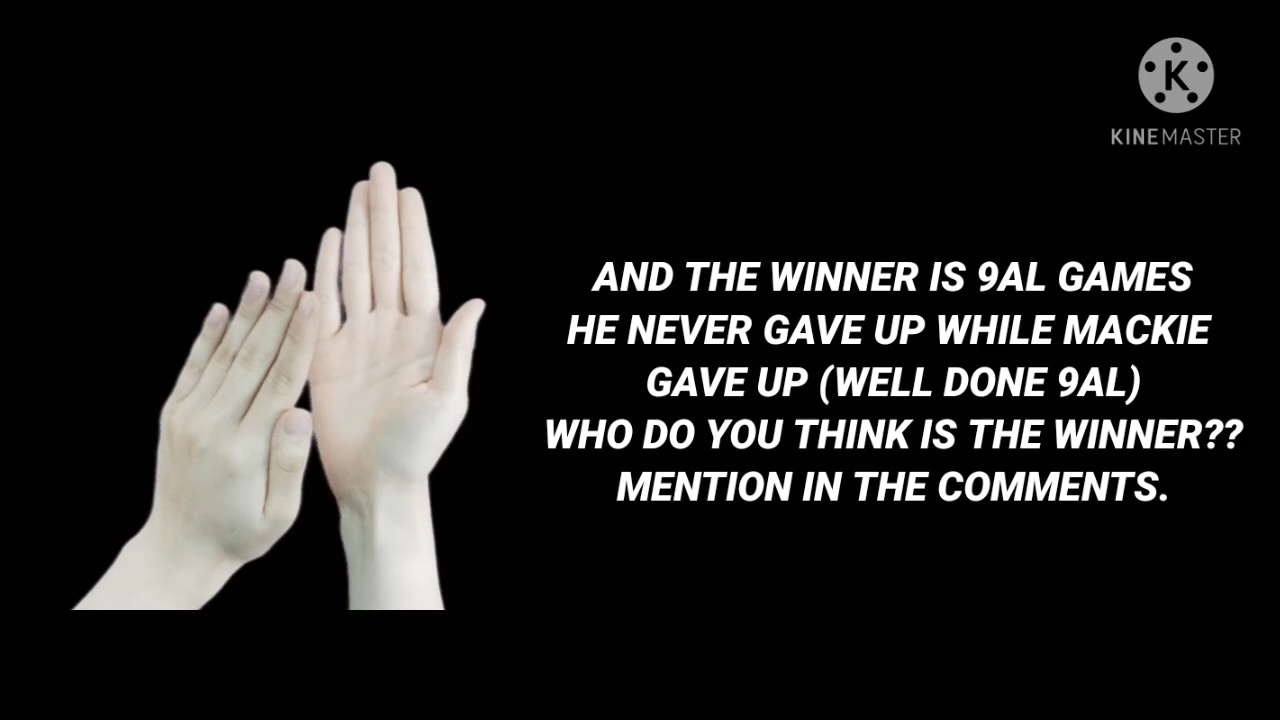 KINEMASTER
AND THE WINNER IS 9AL GAMES
HE NEVER GAVE UP WHILE MACKIE
GAVE UP (WELL DONE 9AL)
WHO DO YOU THINK IS THE WINNER??
MENTION IN THE COMMENTS.